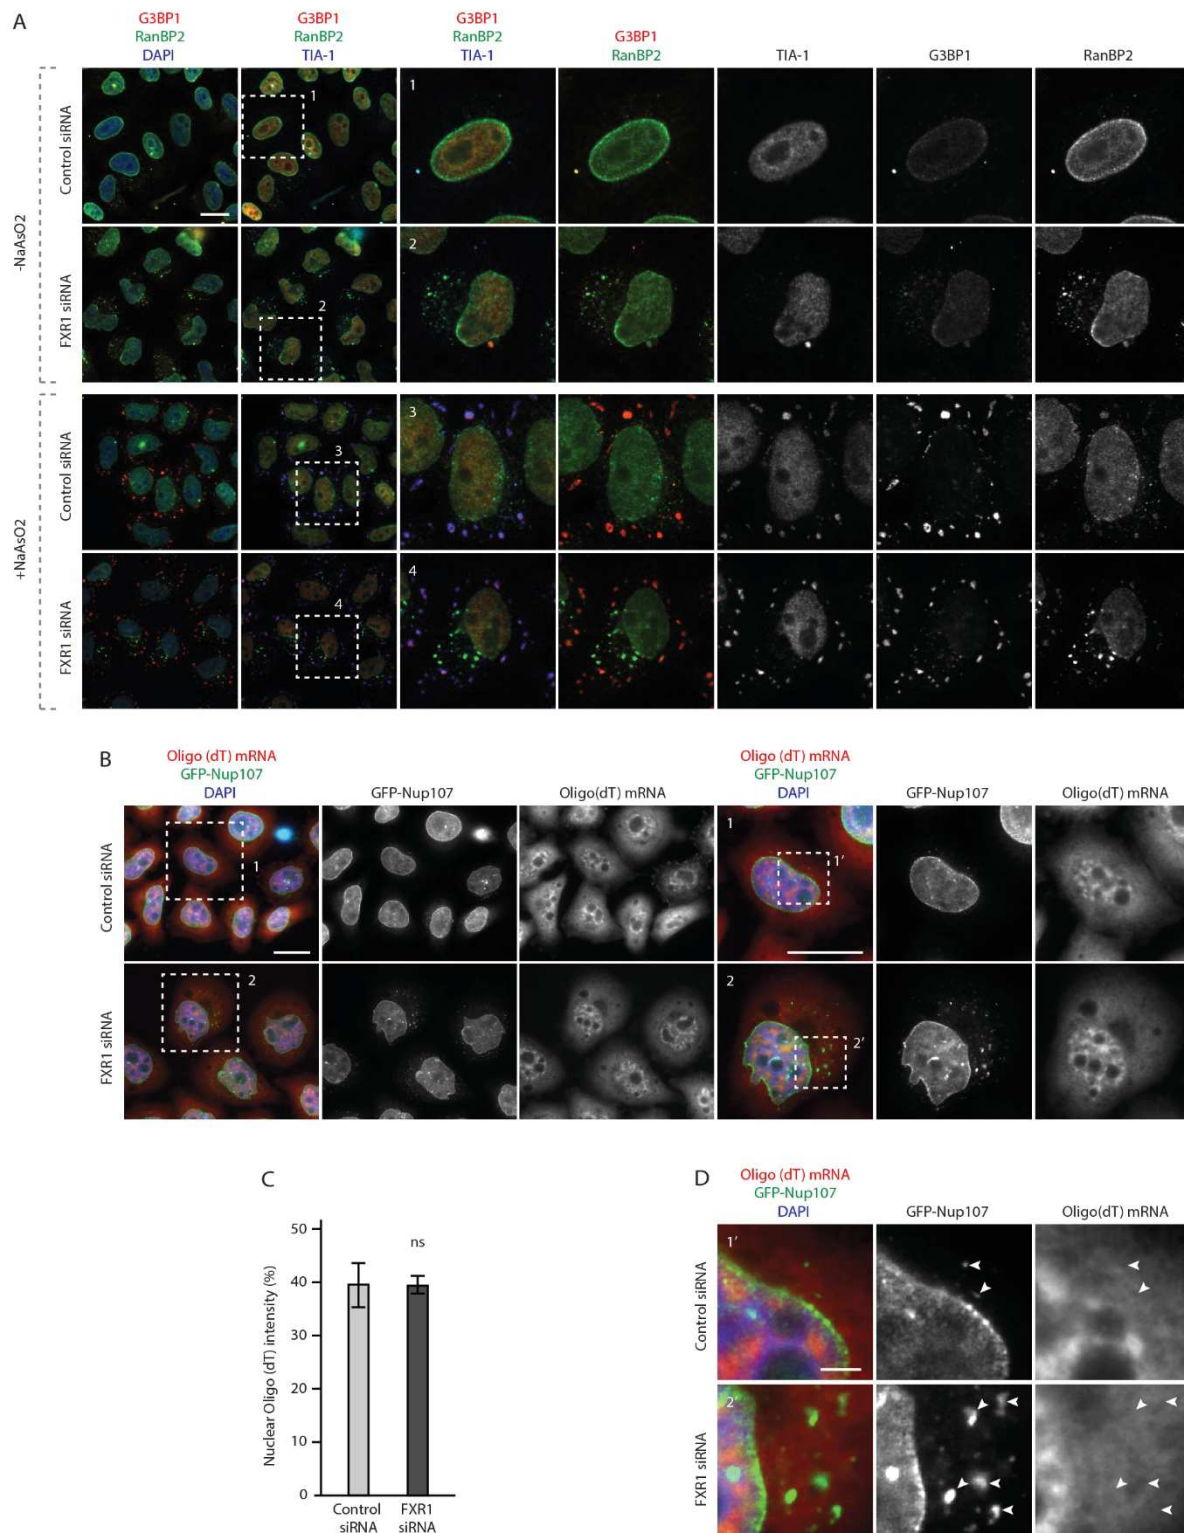 A
G3BP1
RanBP2
DAPI
G3BP1
RanBP2
TIA-1
G3BP1
RanBP2
TIA-1
G3BP1
RanBP2
TIA-1
G3BP1
RanBP2
-NaAsO2
Control siRNA
1
1
FXR1 siRNA
2
2
+NaAsO2
Control siRNA
3
3
FXR1 siRNA
4
4
B
Oligo (dT) mRNA
GFP-Nup107
DAPI
GFP-Nup107
Oligo(dT) mRNA
Oligo (dT) mRNA
GFP-Nup107
DAPI
GFP-Nup107
Oligo(dT) mRNA
Control siRNA
1
1
1'
FXR1 siRNA
2
2
2'
C
Nuclear Oligo (dT) intensity (%)
50
40
30
20
10
0
ns
Control
siRNA
FXR1
siRNA
D
Oligo (dT) mRNA
GFP-Nup107
DAPI
GFP-Nup107
Oligo(dT) mRNA
Control siRNA
1'
FXR1 siRNA
2'